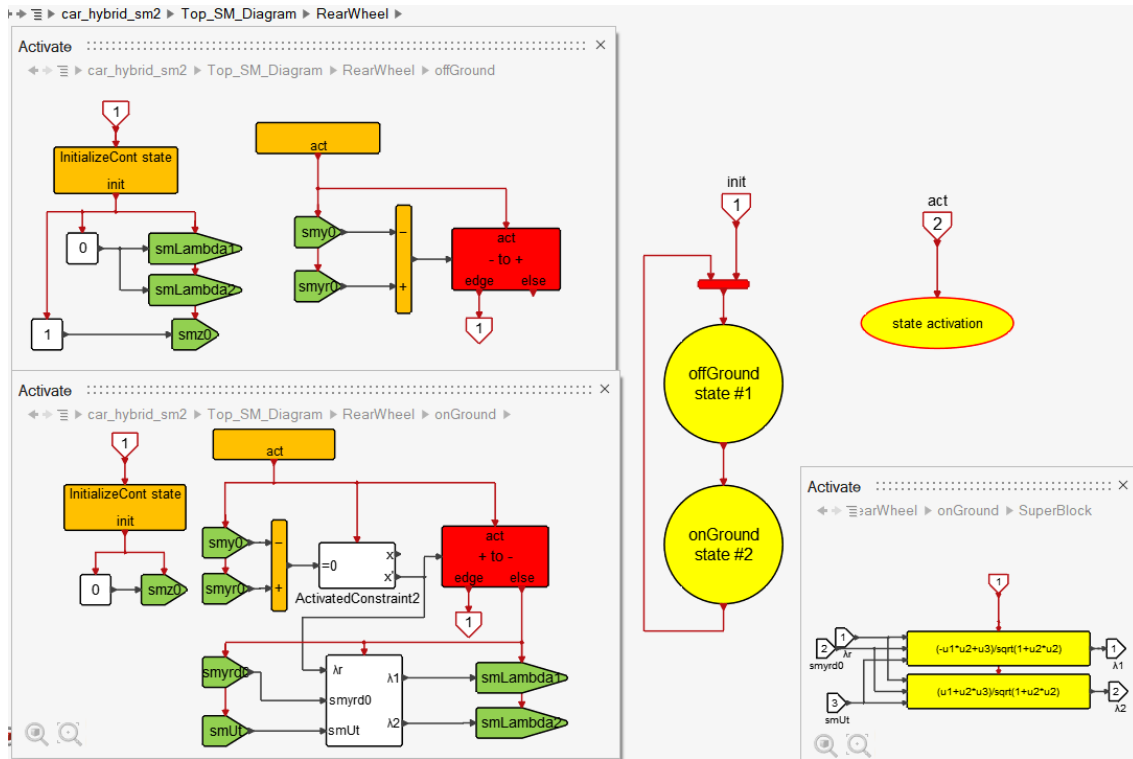 car_hybrid_sm2 Top_SM_Diagram RearWheel
Activate
car_hybrid_sm2 Top_SM_Diagram RearWheel offGround
1
InitializeCont state
init
0
smLambda1
smLambda2
1
smz0
act
smy0
smyr0
-
+
act
- to +
edge else
1
Activate
car_hybrid_sm2 Top_SM_Diagram RearWheel onGround
1
InitializeCont state
init
0
smz0
act
smy0
smyr0
-
+
=0
x
x'
ActivatedConstraint2
act
+ to -
edge else
1
smyrd0
smUt
λr
smyrd0
smUt
λ1
λ2
smLambda1
smLambda2
init
1
offGround
state #1
onGround
state #2
act
2
state activation
Activate
earWheel onGround SuperBlock
1
1
λr
2
smyrd0
3
smUt
(-u1*u2+u3)/sqrt(1+u2*u2)
(u1+u2*u3)/sqrt(1+u2*u2)
1
λ1
2
λ2